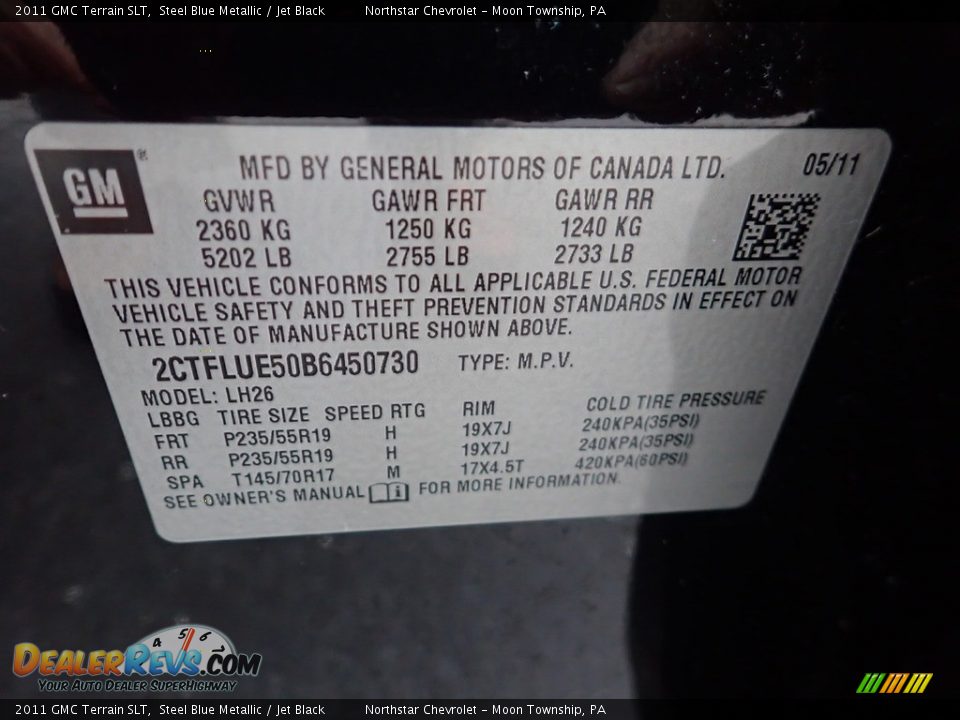 2011 GMC Terrain SLT, Steel Blue Metallic / Jet Black Northstar Chevrolet - Moon Township, PA
GM® MFD BY GENERAL MOTORS OF CANADA LTD. 05/11
GVWR GAWR FRT GAWR RR
2360 KG 1250 KG 1240 KG
5202 LB 2755 LB 2733 LB
THIS VEHICLE CONFORMS TO ALL APPLICABLE U.S. FEDERAL MOTOR
VEHICLE SAFETY AND THEFT PREVENTION STANDARDS IN EFFECT ON
THE DATE OF MANUFACTURE SHOWN ABOVE.
2CTFLUE50B6450730 TYPE: M.P.V.
MODEL: LH26
LBBG TIRE SIZE SPEED RTG RIM COLD TIRE PRESSURE
FRT P235/55R19 H 19X7J 240KPA(35PSI)
RR P235/55R19 H 19X7J 240KPA(35PSI)
SPA T145/70R17 M 17X4.5T 420KPA(60PSI)
SEE OWNER'S MANUAL FOR MORE INFORMATION.
4 5 6 7
DEALERREVS.COM
YOUR AUTO DEALER SUPERHIGHWAY
2011 GMC Terrain SLT, Steel Blue Metallic / Jet Black Northstar Chevrolet - Moon Township, PA